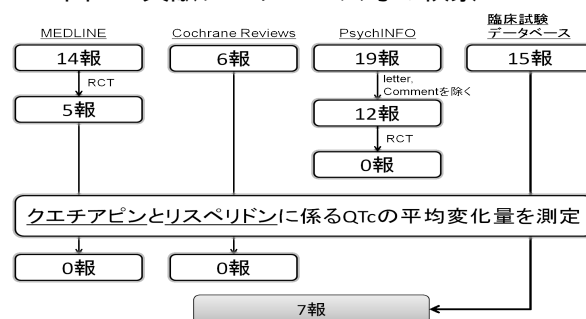 MEDLINE
Cochrane Reviews
PsychINFO
臨床試験
データベース
14報
6報
19報
15報
RCT
letter,
Commentを除く
5報
12報
RCT
0報
クエチアピンとリスペリドンに係るQTcの平均変化量を測定
0報
0報
7報